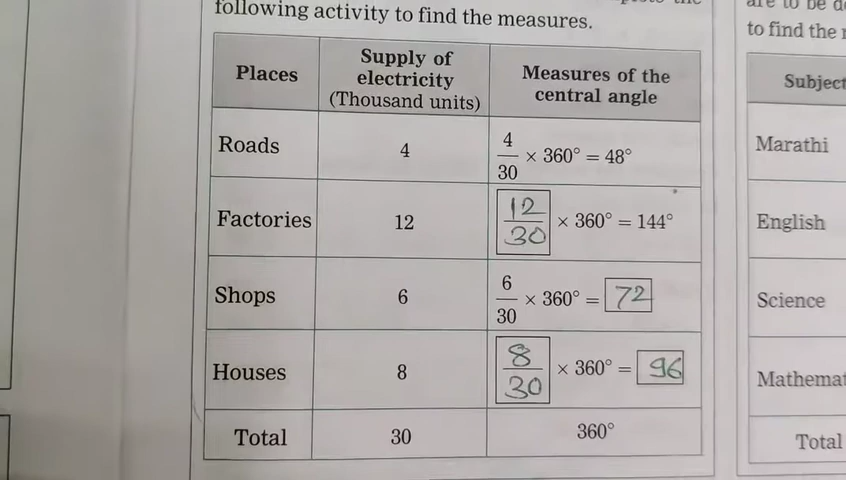 following activity to find the measures.
Places
Supply of
electricity
(Thousand units)
Measures of the
central angle
Roads
4
4/30 × 360° = 48°
Factories
12
12/30 × 360° = 144°
Shops
6
6/30 × 360° = 72
Houses
8
8/30 × 360° = 96
Total
30
360°
to find the
Subject
Marathi
English
Science
Total